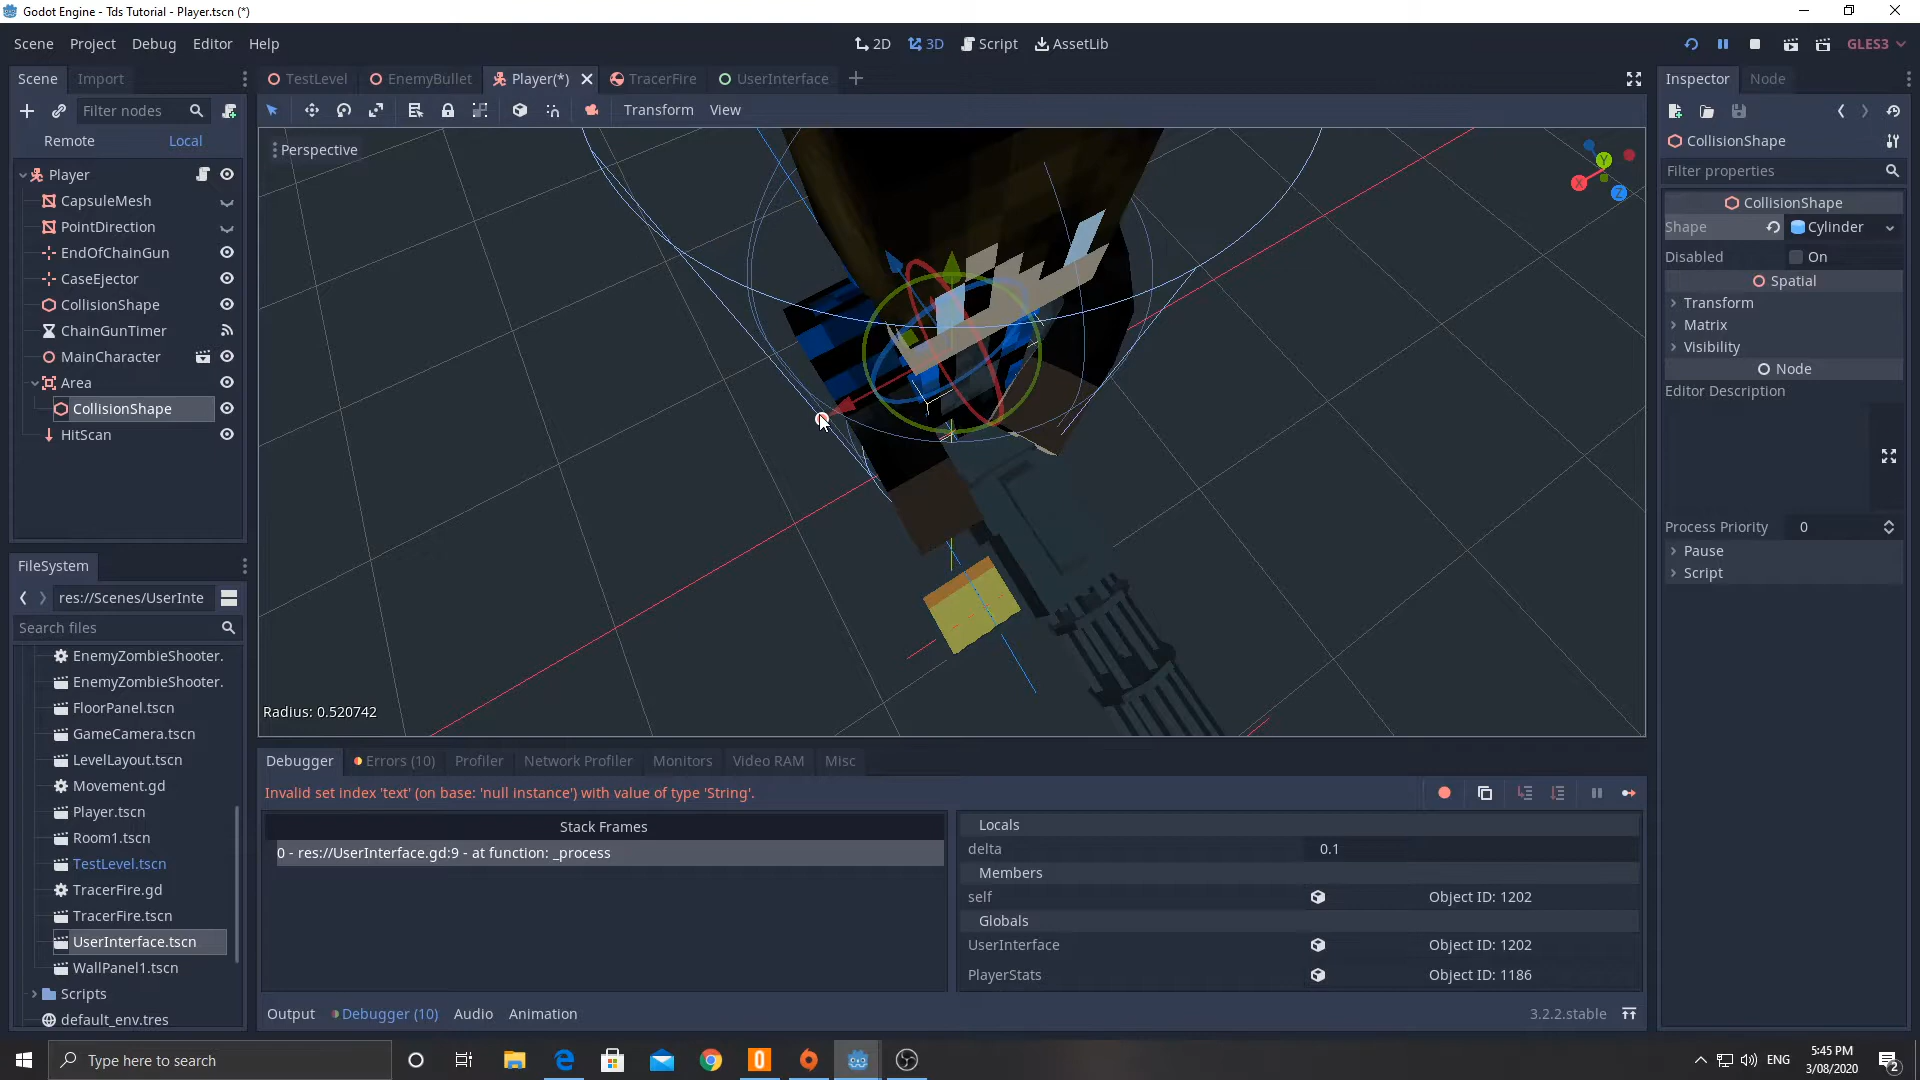 Godot Engine - Tds Tutorial - Player.tscn (*)
Scene Project Debug Editor Help
2D 3D Script AssetLib
GLES3
Scene Import
TestLevel EnemyBullet Player(*) TracerFire UserInterface
Inspector Node
Filter nodes
Transform View
Remote Local
Perspective
Player
CapsuleMesh
PointDirection
EndOfChainGun
CaseEjector
CollisionShape
ChainGunTimer
MainCharacter
Area
CollisionShape
HitScan
Y
X
Z
Radius: 0.520742
CollisionShape
Filter properties
CollisionShape
Shape Cylinder
Disabled On
Spatial
Transform
Matrix
Visibility
Node
Editor Description
Process Priority 0
Pause
Script
FileSystem
res://Scenes/UserInte
Search files
EnemyZombieShooter.
EnemyZombieShooter.
FloorPanel.tscn
GameCamera.tscn
LevelLayout.tscn
Movement.gd
Player.tscn
Room1.tscn
TestLevel.tscn
TracerFire.gd
TracerFire.tscn
UserInterface.tscn
WallPanel1.tscn
Scripts
default_env.tres
Debugger Errors (10) Profiler Network Profiler Monitors Video RAM Misc
Invalid set index 'text' (on base: 'null instance') with value of type 'String'.
Stack Frames
0 - res://UserInterface.gd:9 - at function: _process
Locals
delta 0.1
Members
self Object ID: 1202
Globals
UserInterface Object ID: 1202
PlayerStats Object ID: 1186
Output Debugger (10) Audio Animation
3.2.2.stable
Type here to search
ENG
5:45 PM
3/08/2020
2